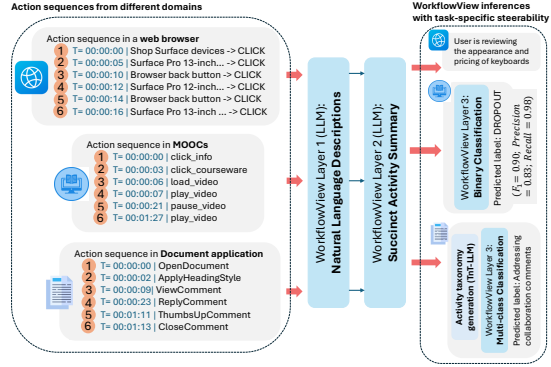 Action sequences from different domains
Action sequence in a web browser
1 T= 00:00:00 | Shop Surface devices -> CLICK
2 T= 00:00:05 | Surface Pro 13-inch... -> CLICK
3 T= 00:00:10 | Browser back button -> CLICK
4 T= 00:00:12 | Surface Pro 12-inch... -> CLICK
5 T= 00:00:14 | Browser back button -> CLICK
6 T= 00:00:16 | Surface Pro 13-inch -> CLICK
Action sequence in MOOCs
1 T= 00:00:00 | click_info
2 T= 00:00:03 | click_courseware
3 T= 00:00:06 | load_video
4 T= 00:00:07 | play_video
5 T= 00:00:21 | pause_video
6 T= 00:01:27 | play_video
Action sequence in Document application
1 T= 00:00:00 | OpenDocument
2 T= 00:00:02 | ApplyHeadingStyle
3 T= 00:00:09| ViewComment
4 T= 00:00:23 | ReplyComment
5 T= 00:01:11 | ThumbsUpComment
6 T= 00:01:13 | CloseComment
WorkflowView Layer 1 (LLM):
Natural Language Descriptions
WorkflowView Layer 2 (LLM):
Succinct Activity Summary
WorkflowView inferences
with task-specific steerability
User is reviewing
the appearance and
pricing of keyboards
WorkflowView Layer 3:
Binary Classification
Predicted label: DROPOUT
(F₁= 0.90; Precision
= 0.83; Recall = 0.98)
Activity taxonomy
generation (TnT-LLM)
WorkflowView Layer 3:
Multi-class Classification
Predicted label: Addressing
collaboration comments